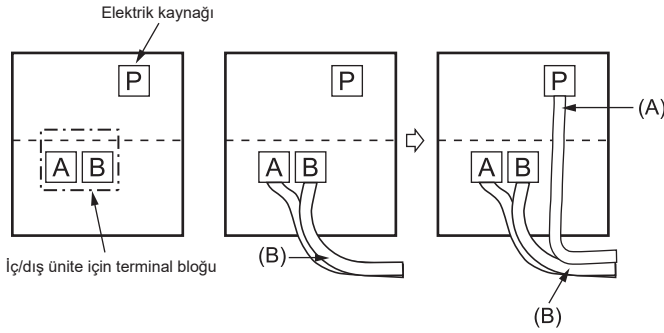 Elektrik kaynağı
P
P
P
(A)
A B
A B
A B
(B)
İç/dış ünite için terminal bloğu
(B)